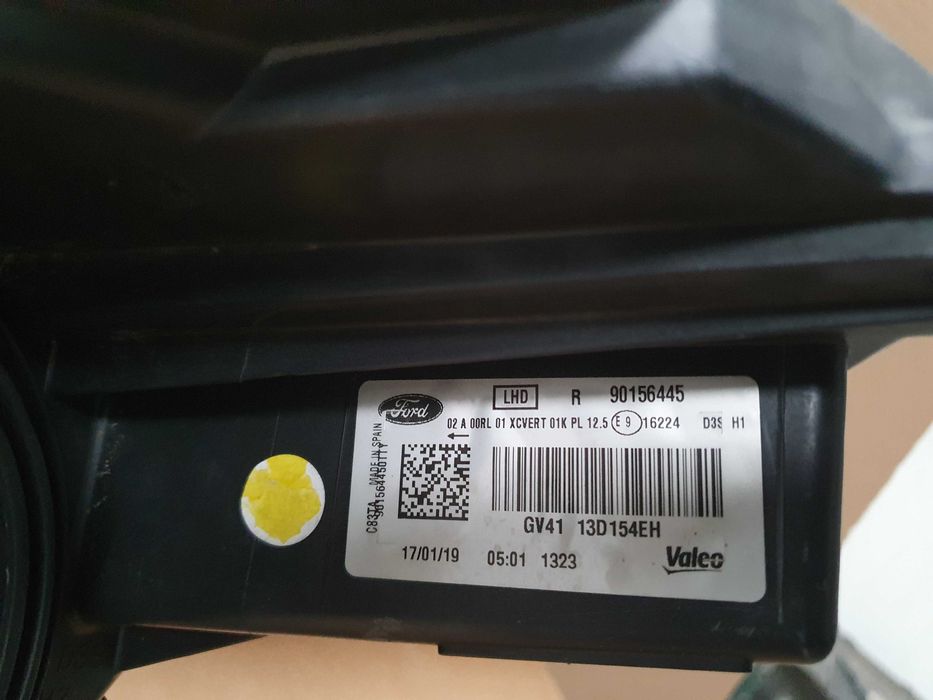 Ford LHD R 90156445
02 A 00RL 01 XCVERT 01K PL 12.5 E 9 16224 D3S H1
MADE IN SPAIN
C83TA
GV41 13D154EH
17/01/19 05:01 1323 Valeo